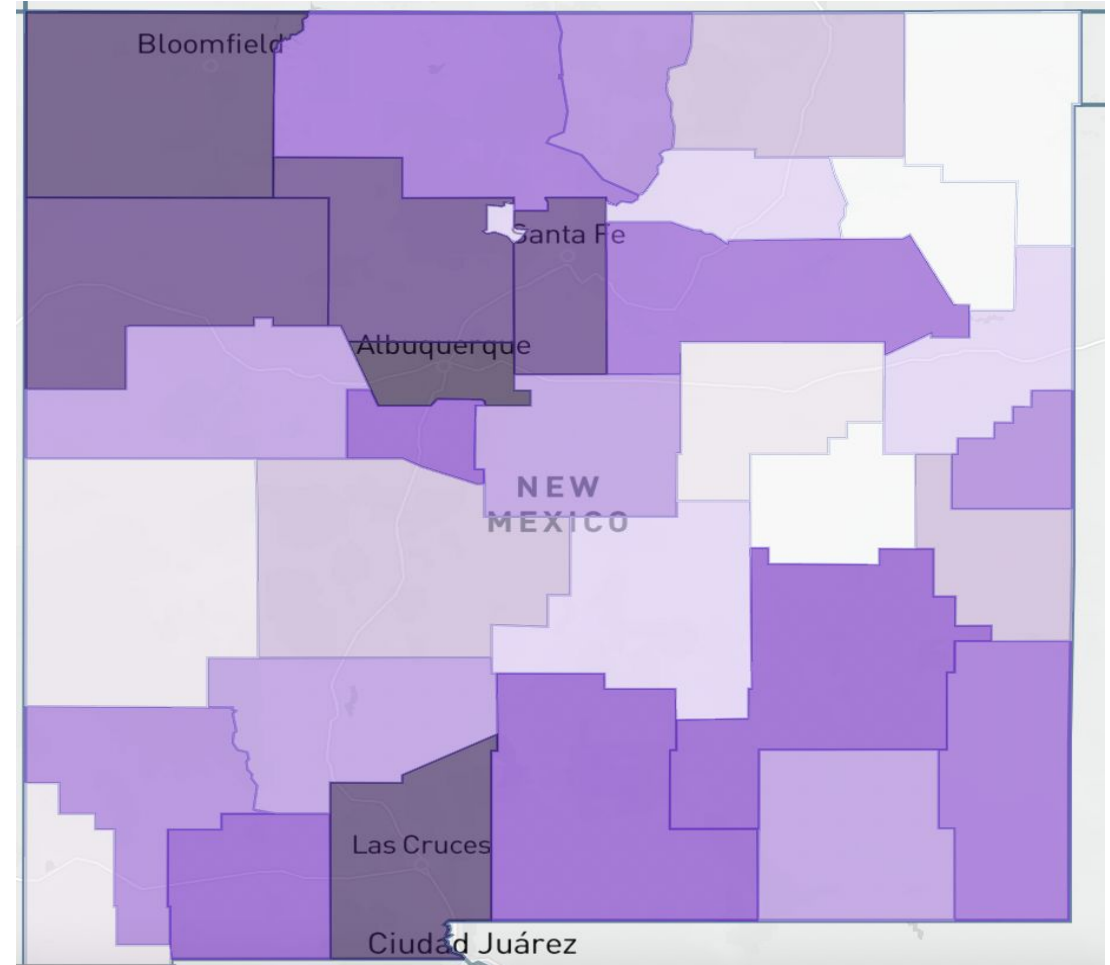 Bloomfield
Santa Fe
Albuquerque
NEW
MEXICO
Las Cruces
Ciudad Juárez